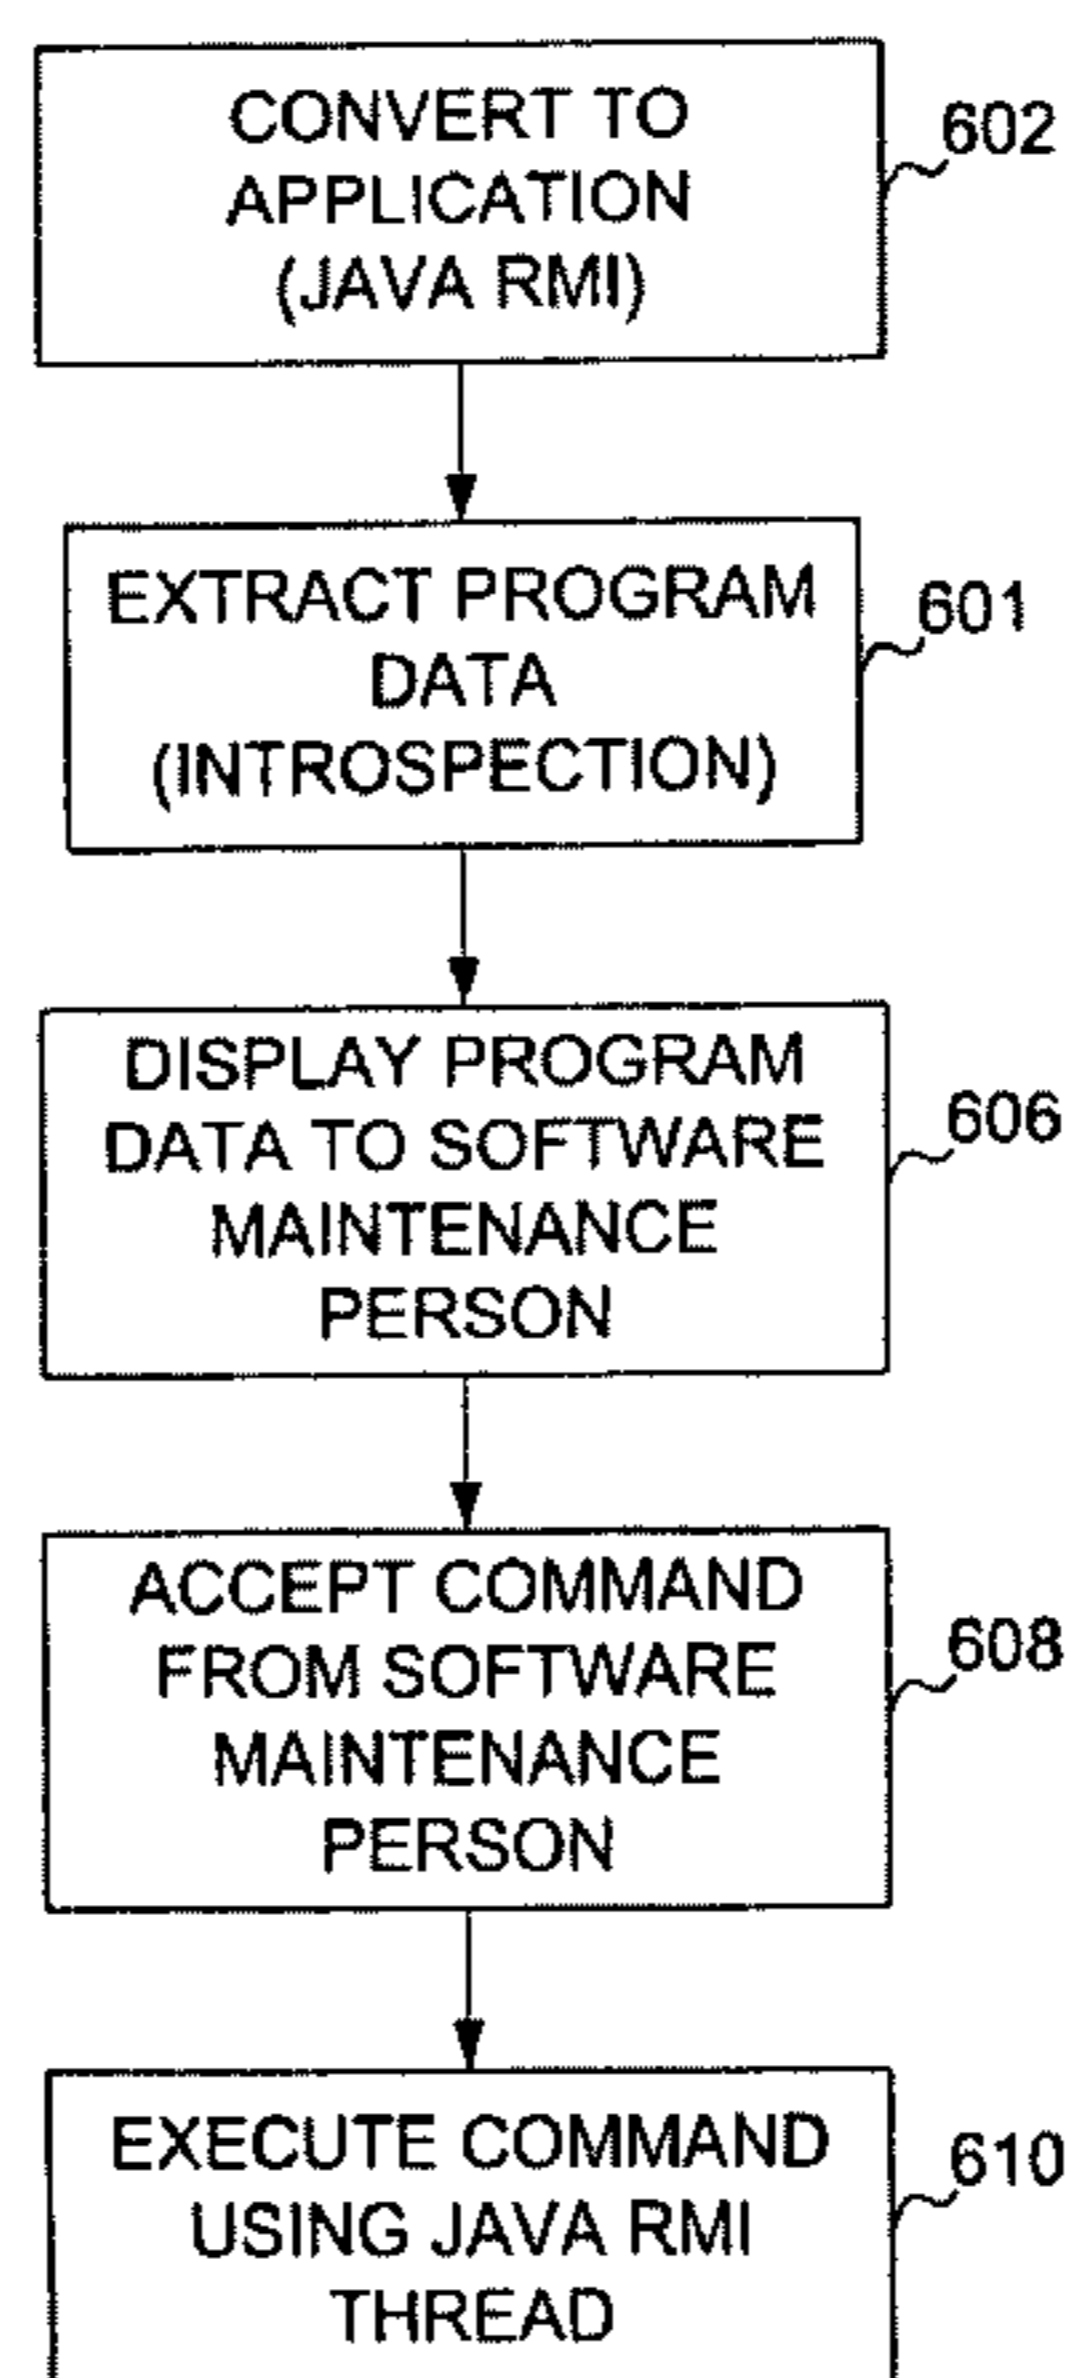 CONVERT TO
APPLICATION
(JAVA RMI)
602
EXTRACT PROGRAM
DATA
(INTROSPECTION)
601
DISPLAY PROGRAM
DATA TO SOFTWARE
MAINTENANCE
PERSON
606
ACCEPT COMMAND
FROM SOFTWARE
MAINTENANCE
PERSON
608
EXECUTE COMMAND
USING JAVA RMI
THREAD
610